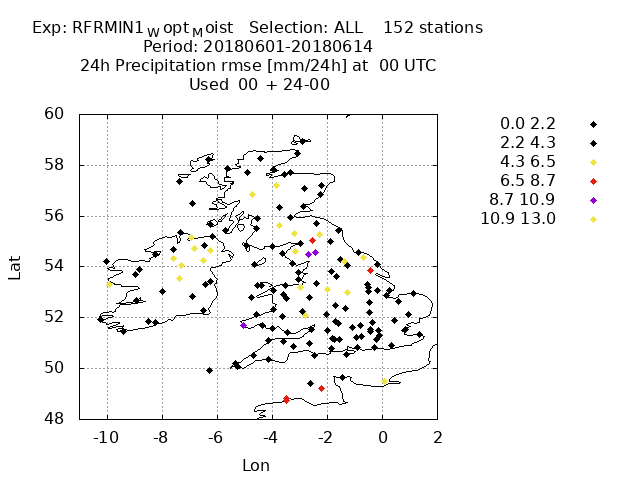 Exp: RFRMIN1WoptMoist Selection: ALL 152 stations
Period: 20180601-20180614
24h Precipitation rmse [mm/24h] at 00 UTC
Used 00 + 24-00
60
58
56
54
52
50
48
-10 -8 -6 -4 -2 0 2
Lat
Lon
0.0 2.2
2.2 4.3
4.3 6.5
6.5 8.7
8.7 10.9
10.9 13.0